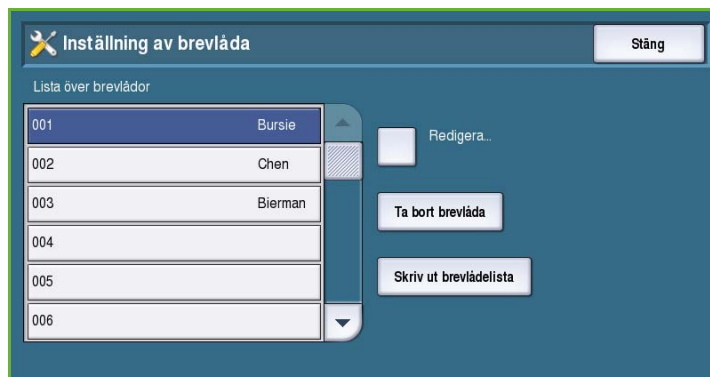 Inställning av brevlåda
Stäng
Lista över brevlådor
001 Bursie
002 Chen
003 Bierman
004
005
006
Redigera...
Ta bort brevlåda
Skriv ut brevlådelista